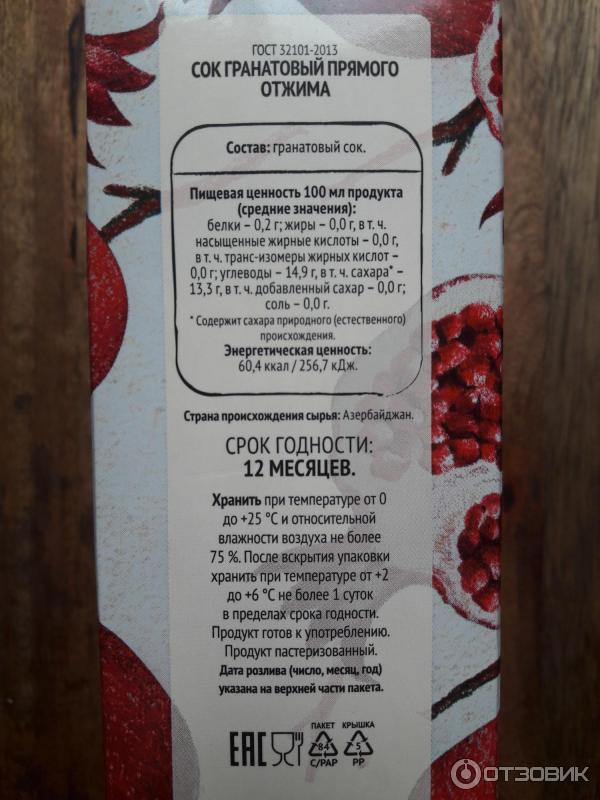 ГОСТ 32101-2013
СОК ГРАНАТОВЫЙ ПРЯМОГО
ОТЖИМА
Состав: гранатовый сок.
Пищевая ценность 100 мл продукта
(средние значения):
белки – 0,2 г; жиры – 0,0 г, в т. ч.
насыщенные жирные кислоты – 0,0 г,
в т. ч. транс-изомеры жирных кислот –
0,0 г; углеводы – 14,9 г, в т. ч. сахара* –
13,3 г, в т. ч. добавленный сахар – 0,0 г;
соль – 0,0 г.
* Содержит сахара природного (естественного)
происхождения.
Энергетическая ценность:
60,4 ккал / 256,7 кДж.
Страна происхождения сырья: Азербайджан.
СРОК ГОДНОСТИ:
12 МЕСЯЦЕВ.
Хранить при температуре от 0
до +25 °С и относительной
влажности воздуха не более
75 %. После вскрытия упаковки
хранить при температуре от +2
до +6 °С не более 1 суток
в пределах срока годности.
Продукт готов к употреблению.
Продукт пастеризованный.
Дата розлива (число, месяц, год)
указана на верхней части пакета.
ПАКЕТ КРЫШКА
EAC 84 5
C/PAP PP
ОТЗОВИК